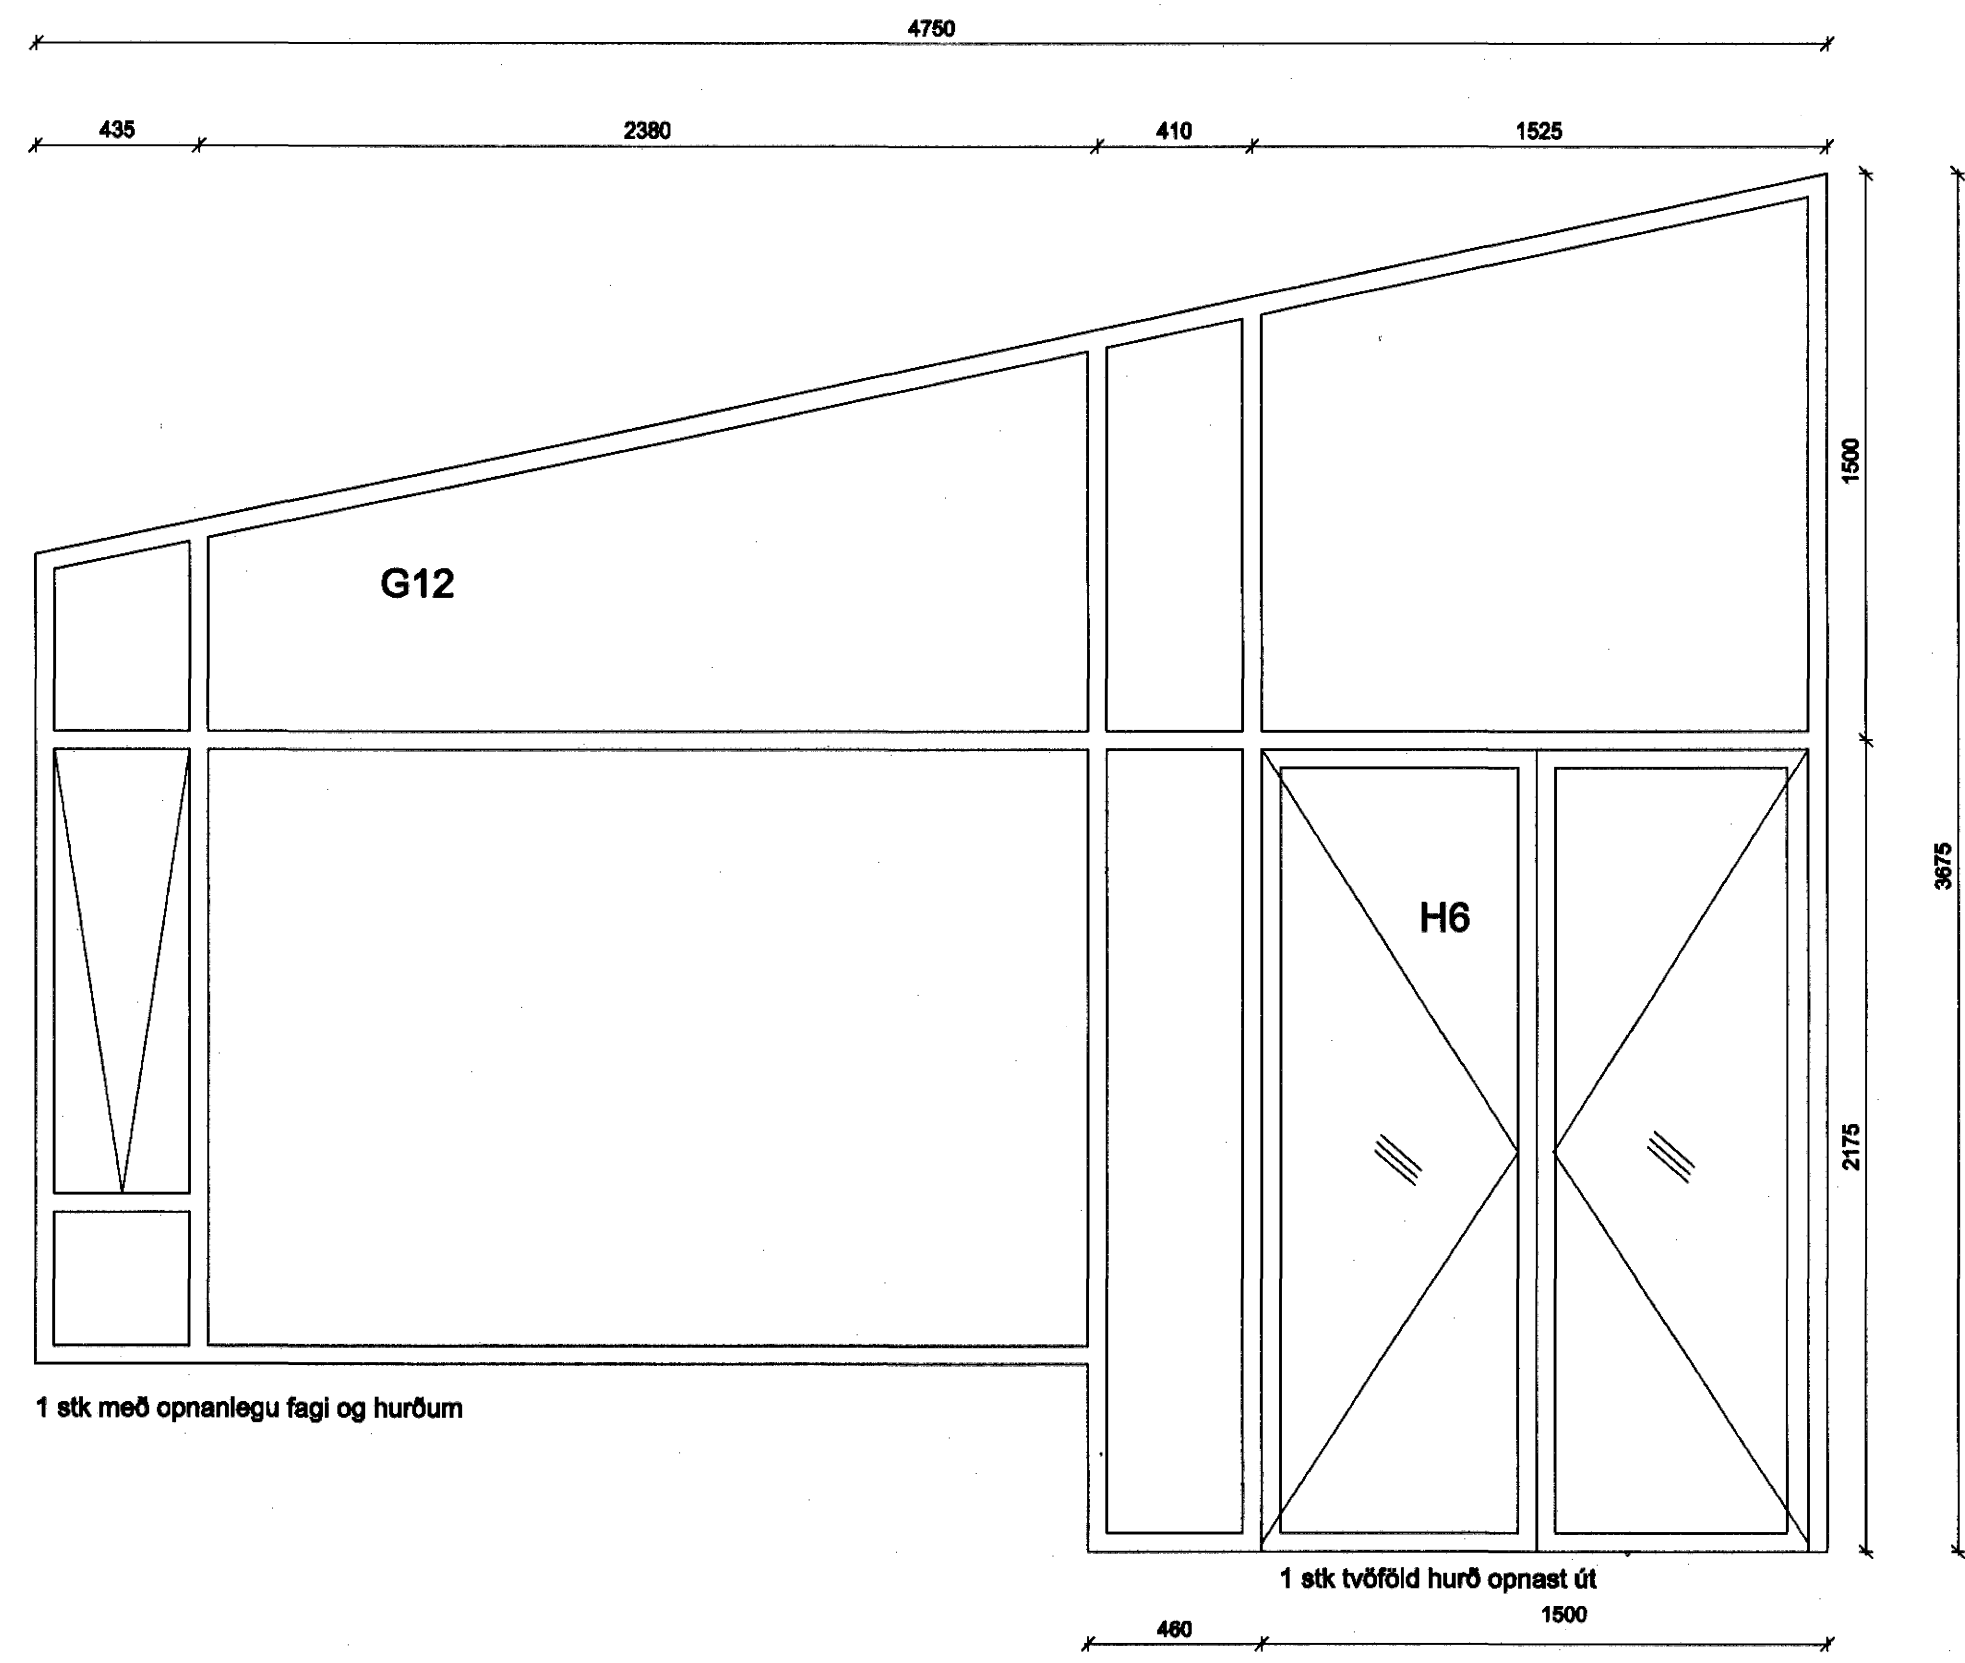 4750
435
2380
410
1525
1500
G12
3675
H6
2175
1 stk með opnanlegu fagi og hurðum
1 stk tvöföld hurð opnast út
1500
460